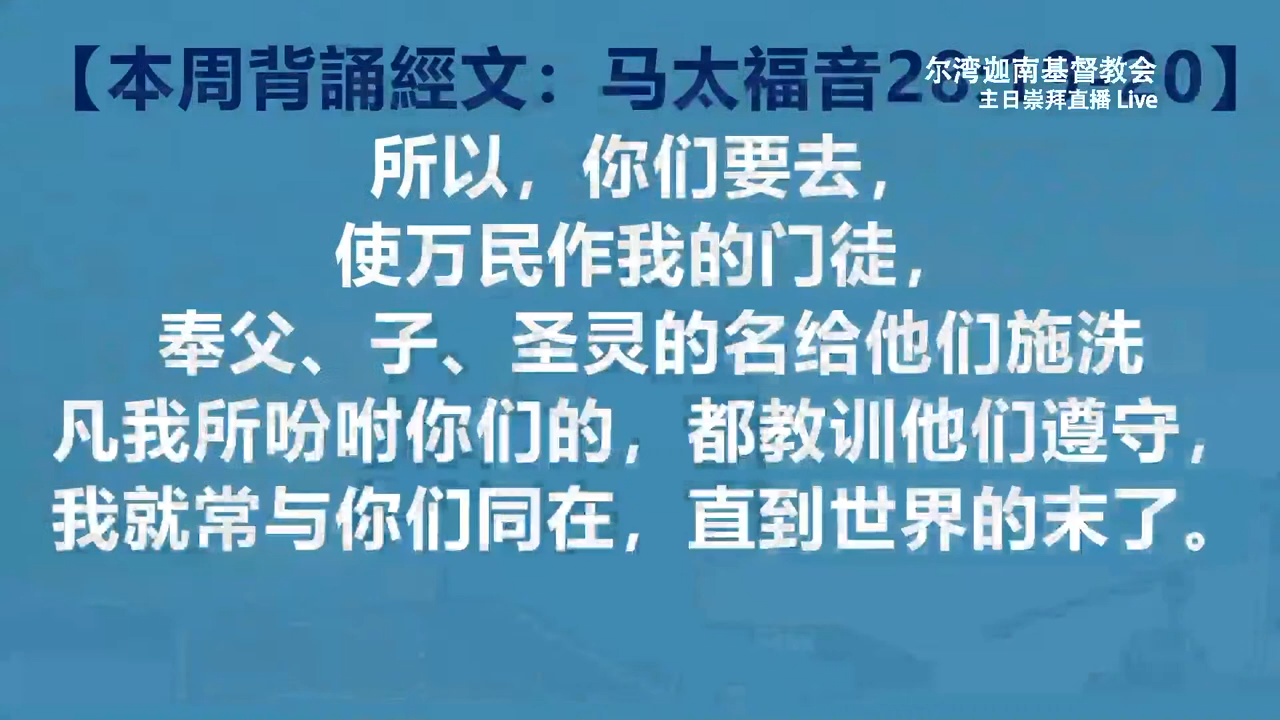 【本周背誦經文：马太福音28:19-20】
尔湾迦南基督教会
主日崇拜直播 Live
所以，你们要去，
使万民作我的门徒，
奉父、子、圣灵的名给他们施洗
凡我所吩咐你们的，都教训他们遵守，
我就常与你们同在，直到世界的末了。